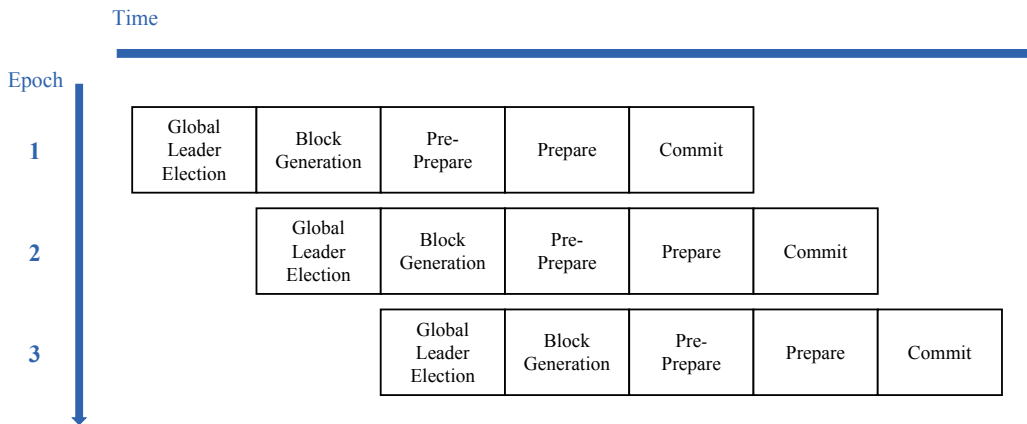 Time
Epoch
1
Global
Leader
Election
Block
Generation
Pre-
Prepare
Prepare
Commit
2
Global
Leader
Election
Block
Generation
Pre-
Prepare
Prepare
Commit
3
Global
Leader
Election
Block
Generation
Pre-
Prepare
Prepare
Commit